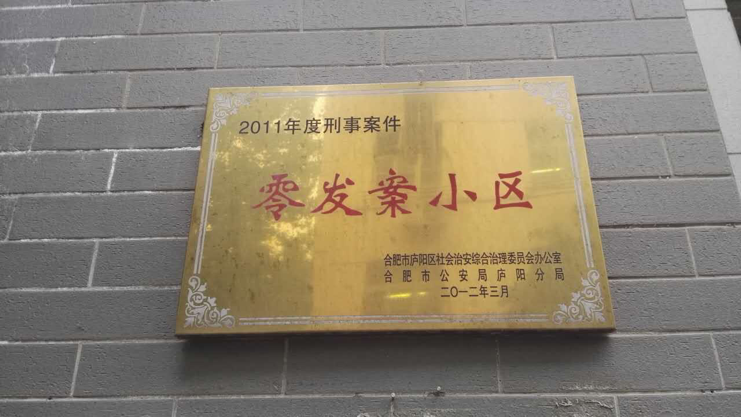 2011年度刑事案件
零发案小区
合肥市庐阳区社会治安综合治理委员会办公室
合肥市公安局庐阳分局
二〇一二年三月